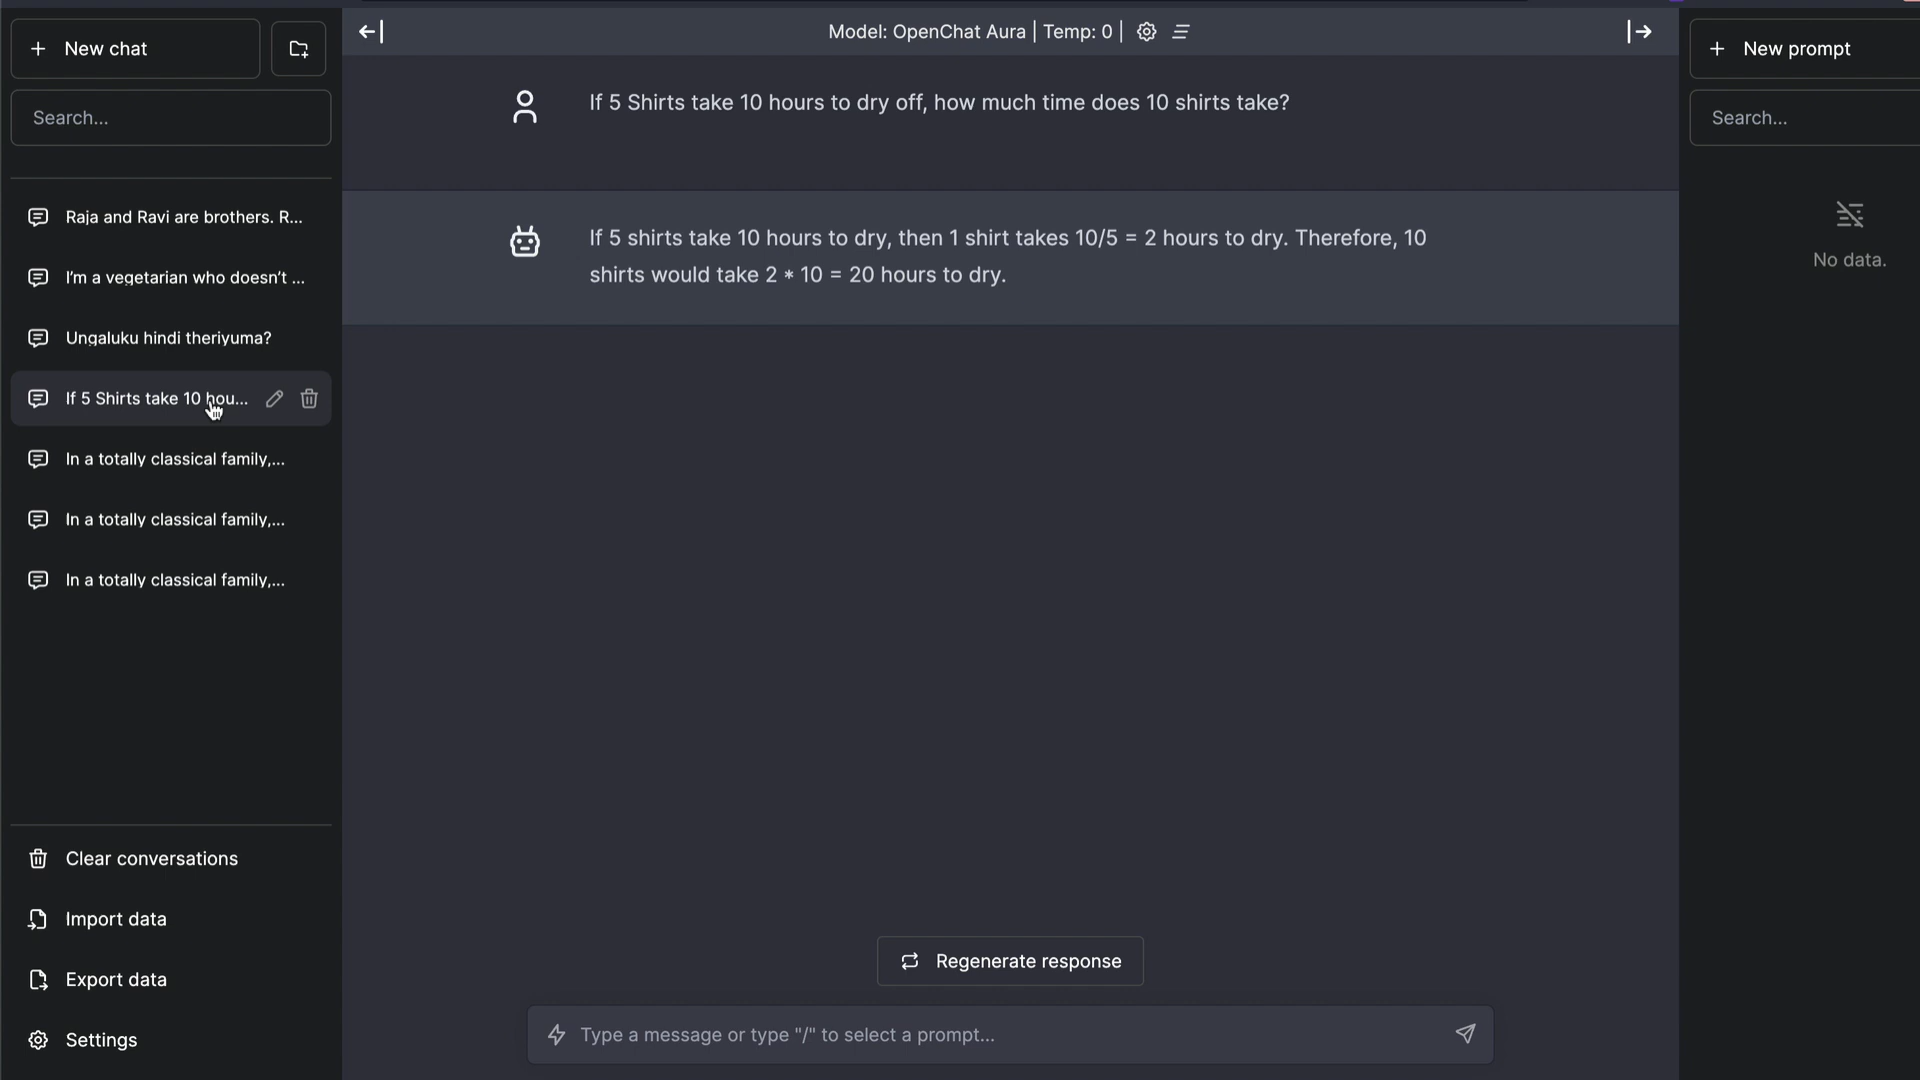 New chat
Search...
Raja and Ravi are brothers. R...
I'm a vegetarian who doesn't ...
Ungaluku hindi theriyuma?
If 5 Shirts take 10 hou...
In a totally classical family,...
In a totally classical family,...
In a totally classical family,...
Clear conversations
Import data
Export data
Settings
Model: OpenChat Aura | Temp: 0 |
If 5 Shirts take 10 hours to dry off, how much time does 10 shirts take?
If 5 shirts take 10 hours to dry, then 1 shirt takes 10/5 = 2 hours to dry. Therefore, 10
shirts would take 2 * 10 = 20 hours to dry.
Regenerate response
Type a message or type "/" to select a prompt...
New prompt
Search...
No data.